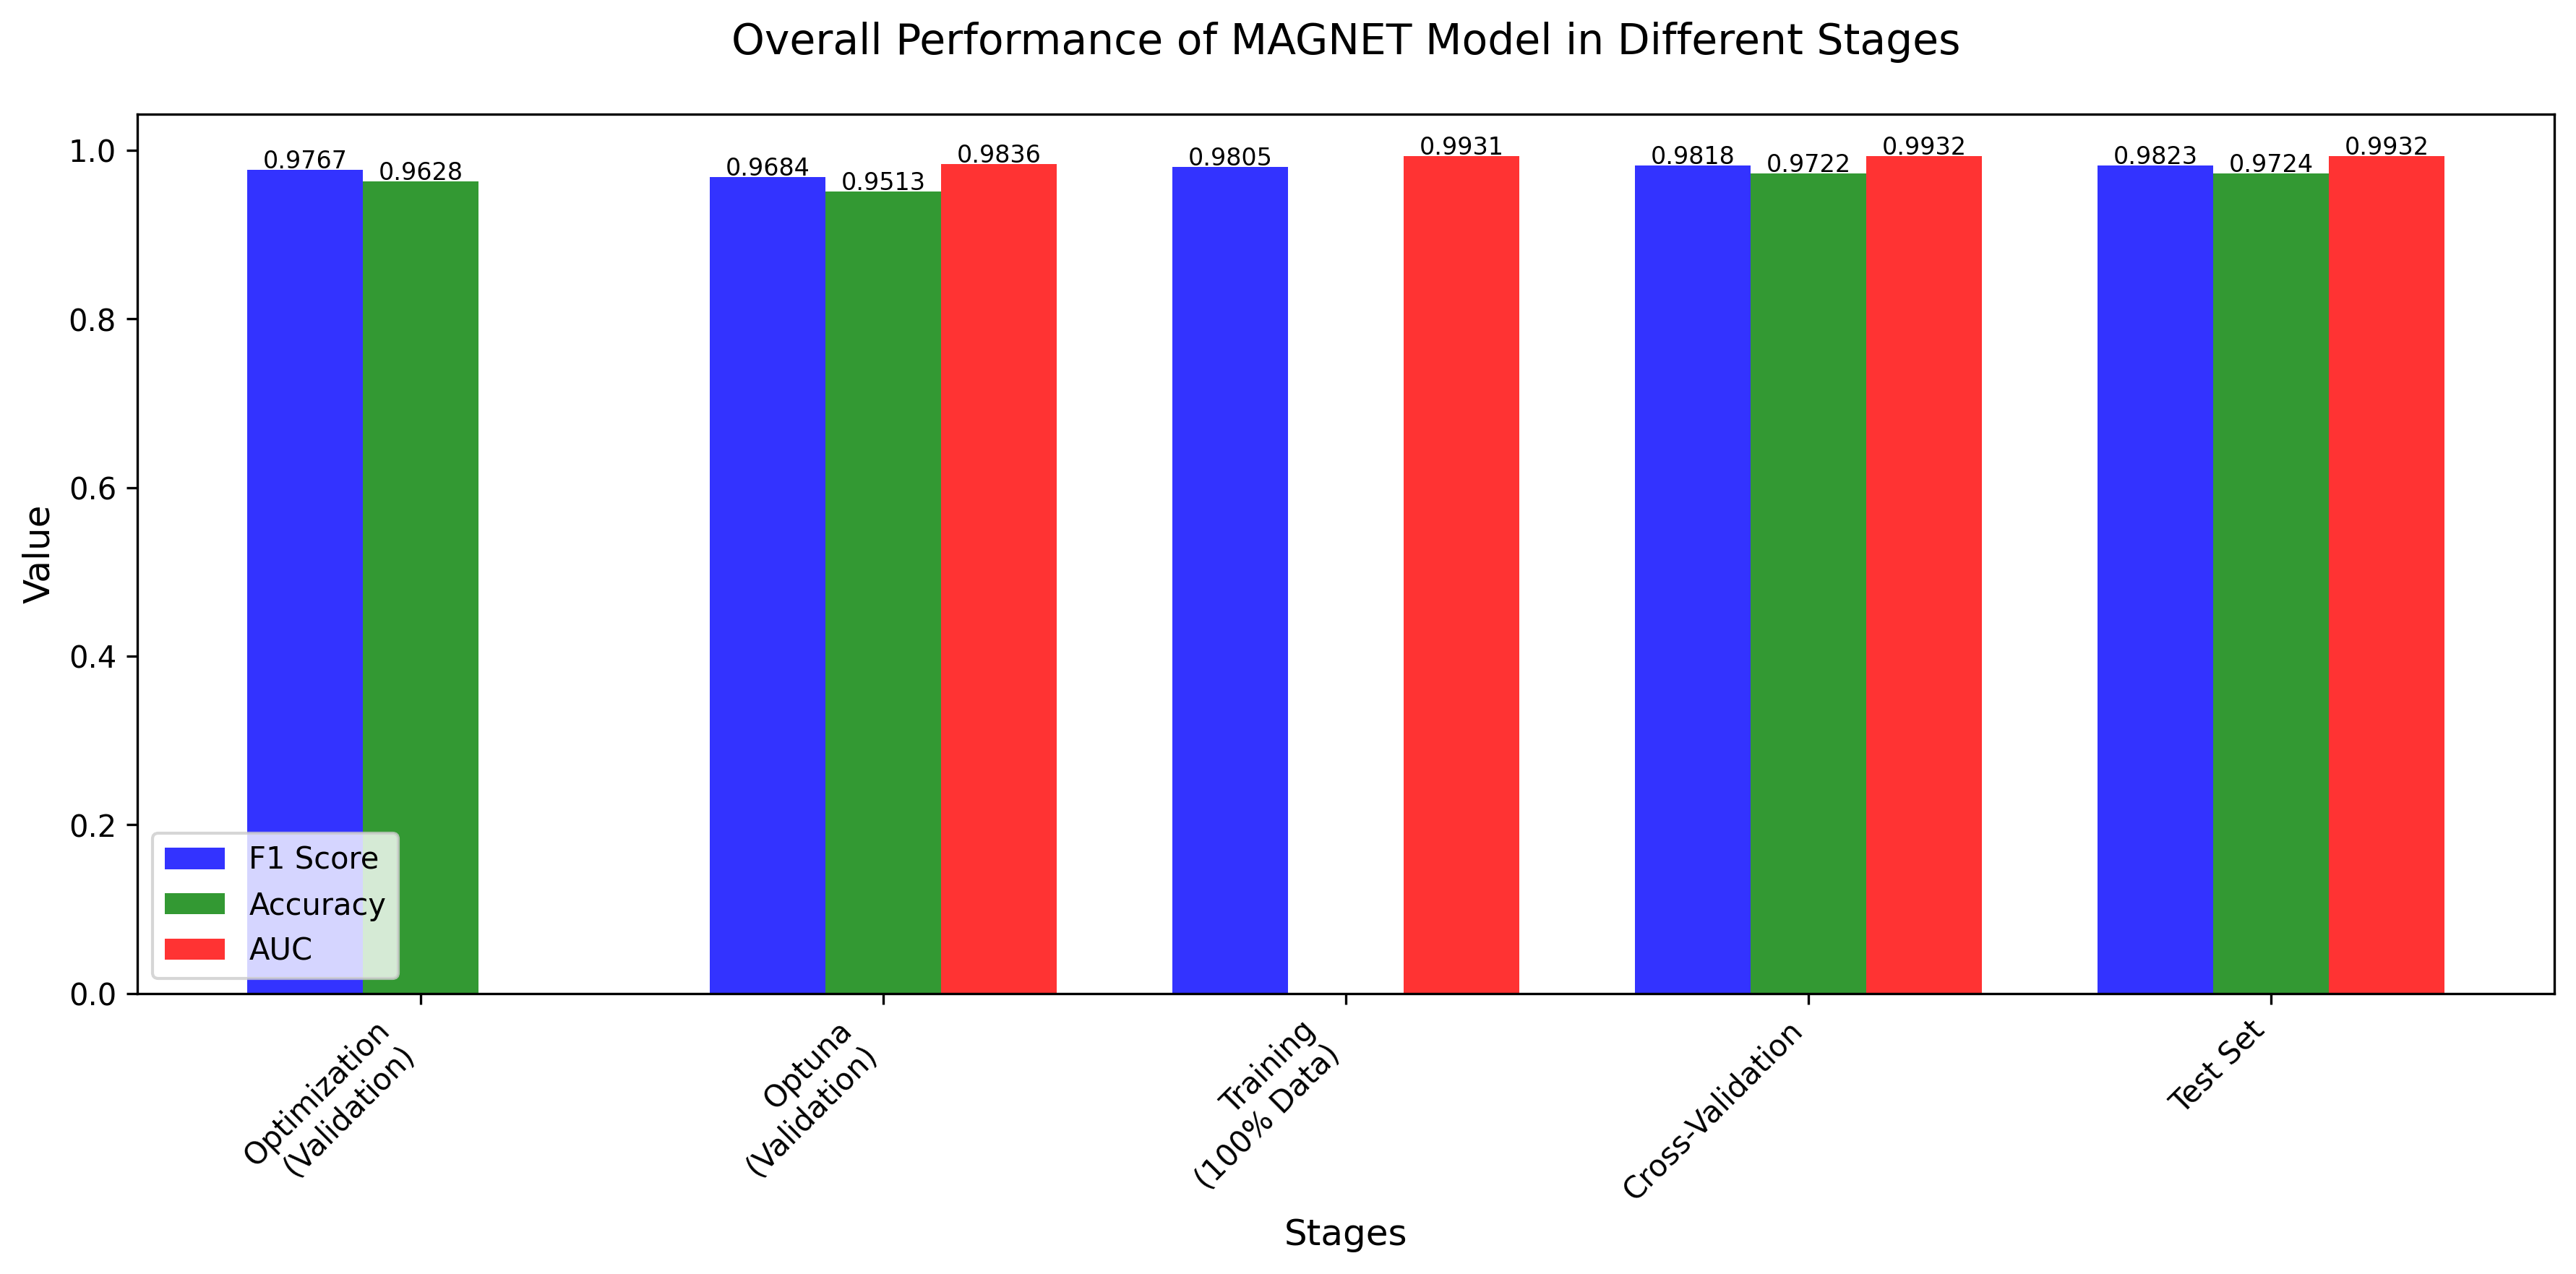 Overall Performance of MAGNET Model in Different Stages
Value
1.0
0.8
0.6
0.4
0.2
0.0
0.9767
0.9628
0.9684
0.9513
0.9836
0.9805
0.9931
0.9818
0.9722
0.9932
0.9823
0.9724
0.9932
F1 Score
Accuracy
AUC
Optimization
(Validation)
Optuna
(Validation)
Training
(100% Data)
Cross-Validation
Test Set
Stages